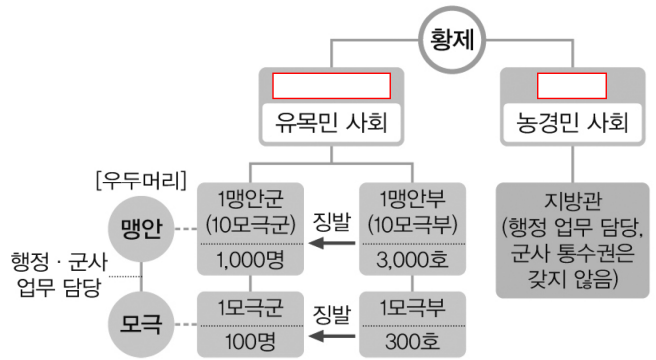 황제
유목민 사회
농경민 사회
[우두머리]
맹안
행정 · 군사
업무 담당
모극
1맹안군
(10모극군)
1,000명
징발
1맹안부
(10모극부)
3,000호
1모극군
100명
징발
1모극부
300호
지방관
(행정 업무 담당,
군사 통수권은
갖지 않음)